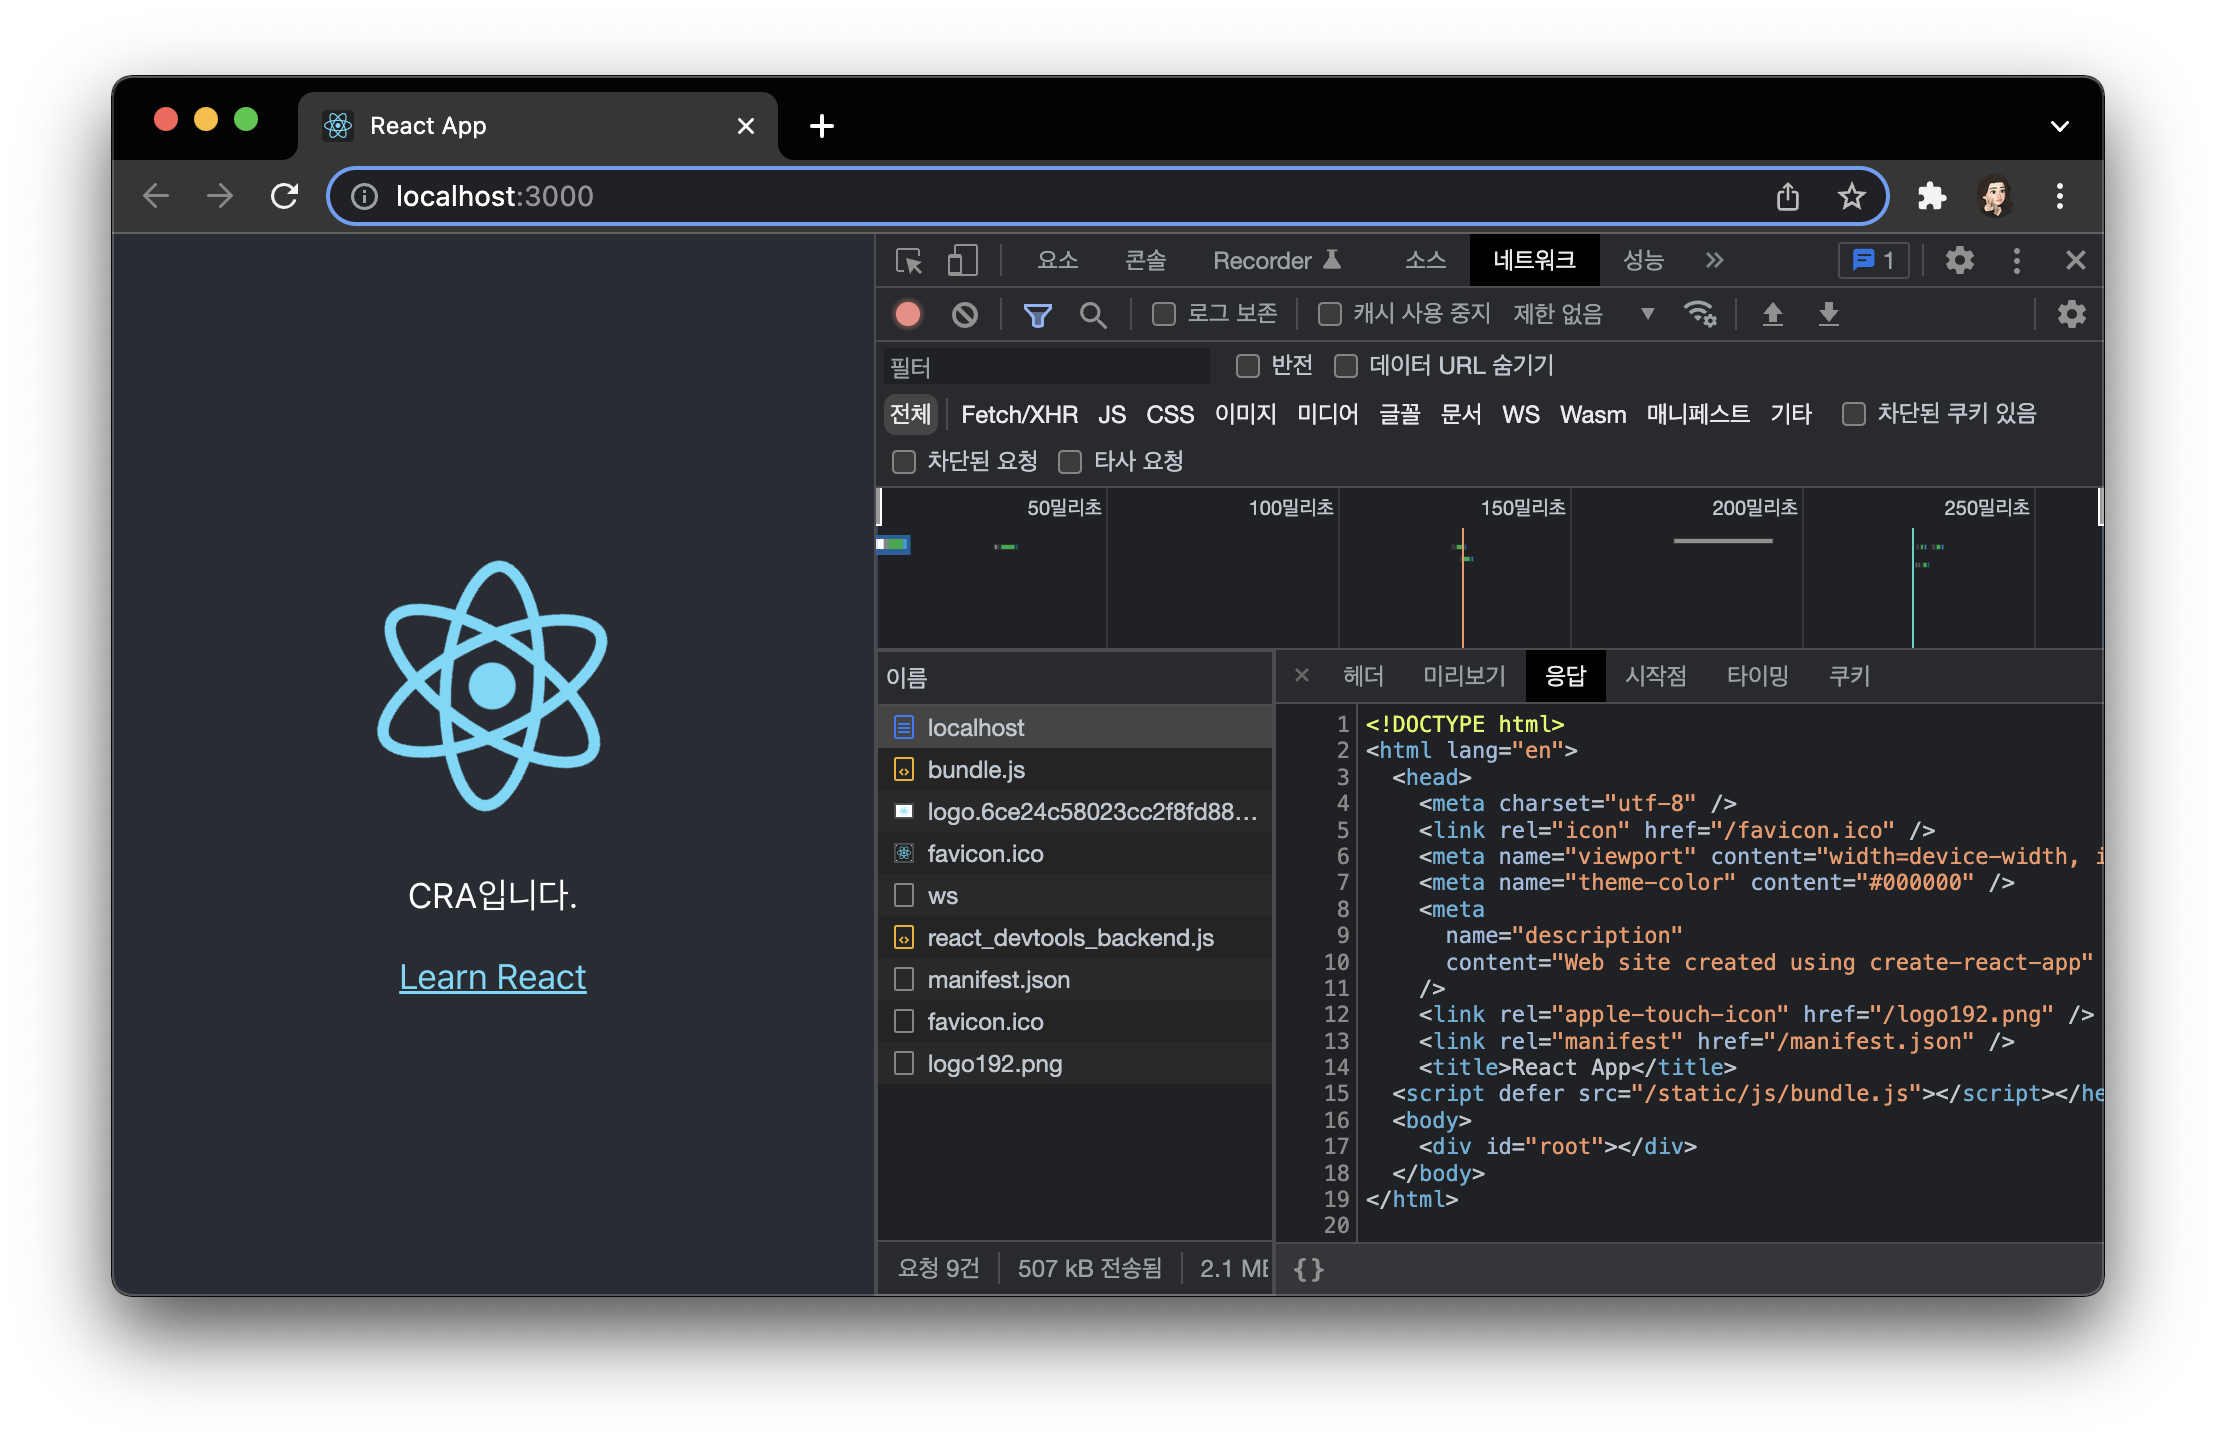 React App
localhost:3000
요소 콘솔 Recorder 소스 네트워크 성능 1
로그 보존 캐시 사용 중지 제한 없음
필터 반전 데이터 URL 숨기기
전체 Fetch/XHR JS CSS 이미지 미디어 글꼴 문서 WS Wasm 매니페스트 기타 차단된 쿠키 있음
차단된 요청 타사 요청
50밀리초 100밀리초 150밀리초 200밀리초 250밀리초
CRA입니다.
Learn React
이름
localhost
bundle.js
logo.6ce24c58023cc2f8fd88...
favicon.ico
ws
react_devtools_backend.js
manifest.json
favicon.ico
logo192.png
요청 9건 507 kB 전송됨 2.1 ME
헤더 미리보기 응답 시작점 타이밍 쿠키
1 <!DOCTYPE html>
2 <html lang="en">
3 <head>
4 <meta charset="utf-8" />
5 <link rel="icon" href="/favicon.ico" />
6 <meta name="viewport" content="width=device-width, i
7 <meta name="theme-color" content="#000000" />
8 <meta
9 name="description"
10 content="Web site created using create-react-app"
11 />
12 <link rel="apple-touch-icon" href="/logo192.png" />
13 <link rel="manifest" href="/manifest.json" />
14 <title>React App</title>
15 <script defer src="/static/js/bundle.js"></script></he
16 <body>
17 <div id="root"></div>
18 </body>
19 </html>
20
{}